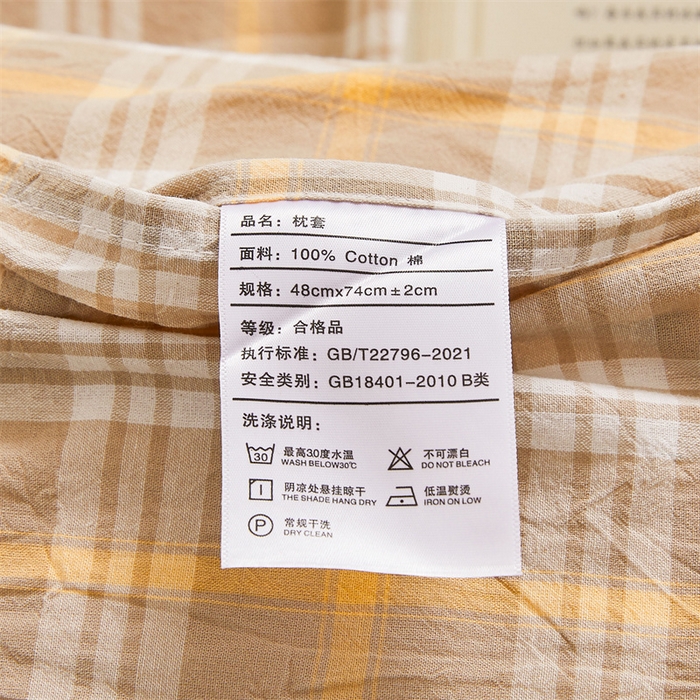 品名：枕套
面料：100% Cotton 棉
规格：48cmx74cm±2cm
等级：合格品
执行标准：GB/T22796-2021
安全类别：GB18401-2010 B类
洗涤说明：
30 最高30度水温 不可漂白
WASH BELOW30℃ DO NOT BLEACH
阴凉处悬挂晾干 低温熨烫
THE SHADE HANG DRY IRON ON LOW
P 常规干洗
DRY CLEAN